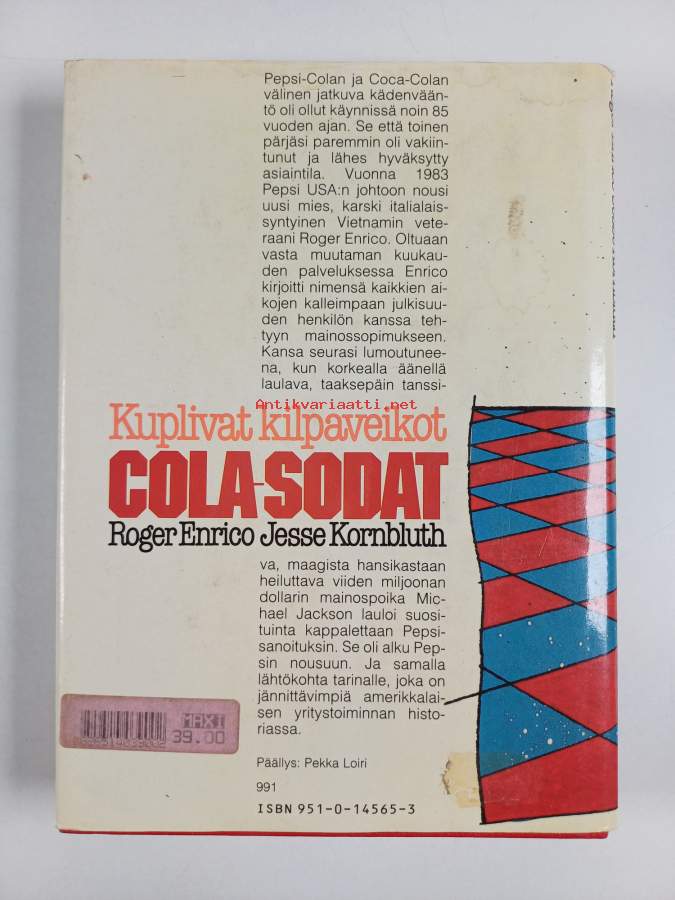 Pepsi-Colan ja Coca-Colan
välinen jatkuva kädenvään-
tö oli ollut käynnissä noin 85
vuoden ajan. Se että toinen
pärjäsi paremmin oli vakiin-
tunut ja lähes hyväksytty
asiaintila. Vuonna 1983
Pepsi USA:n johtoon nousi
uusi mies, karski italialais-
syntyinen Vietnamin vete-
raani Roger Enrico. Oltuaan
vasta muutaman kuukau-
den palveluksessa Enrico
kirjoitti nimensä kaikkien ai-
kojen kalleimpaan julkisuu-
den henkilön kanssa teh-
tyyn mainossopimukseen.
Kansa seurasi lumoutunee-
na, kun korkealla äänellä
laulava, taaksepäin tanssi-
Antikvariaatti.net
Kuplivat kilpaveikot
COLA-SODAT
Roger Enrico Jesse Kornbluth
va, maagista hansikastaan
heiluttava viiden miljoonan
dollarin mainospoika Mic-
hael Jackson lauloi suosi-
tuinta kappalettaan Pepsi-
sanoituksin. Se oli alku Pep-
sin nousuun. Ja samalla
lähtökohta tarinalle, joka on
jännittävimpiä amerikkalai-
sen yritystoiminnan histo-
riassa.
MAXI
39.00
Päällys: Pekka Loiri
991
ISBN 951-0-14565-3